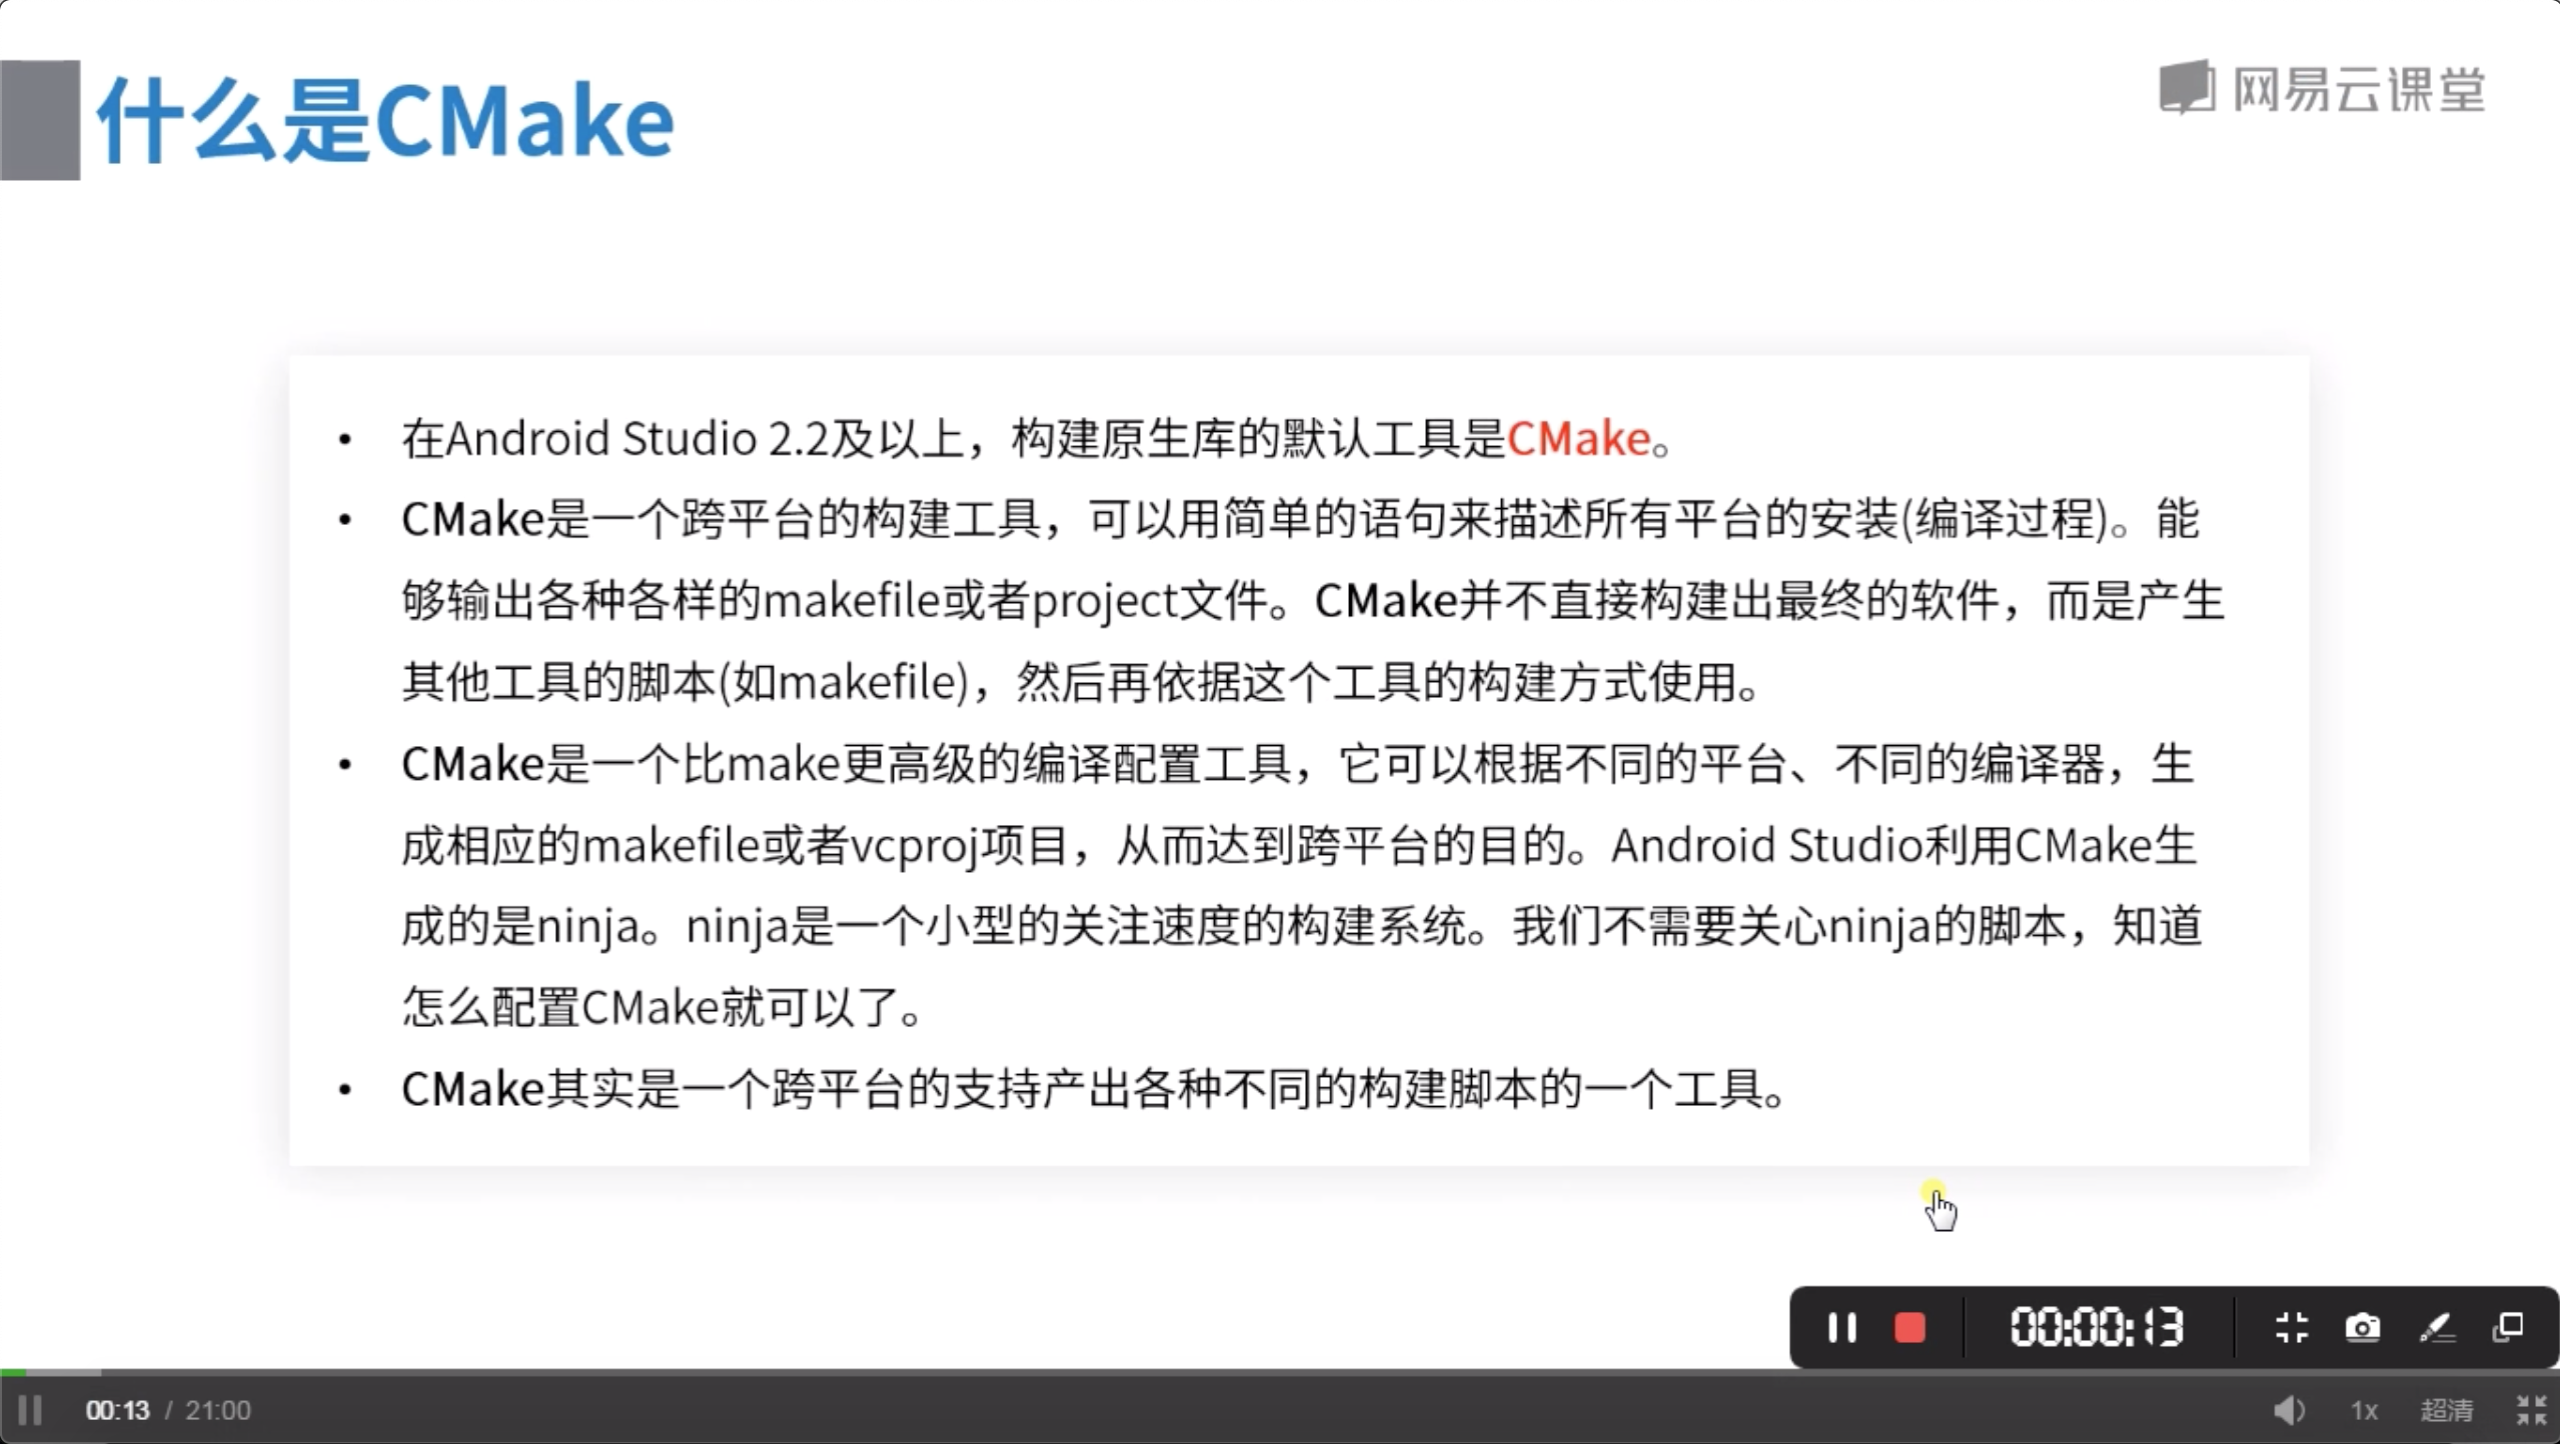 什么是CMake
网易云课堂
• 在Android Studio 2.2及以上，构建原生库的默认工具是CMake。
• CMake是一个跨平台的构建工具，可以用简单的语句来描述所有平台的安装(编译过程)。能
够输出各种各样的makefile或者project文件。CMake并不直接构建出最终的软件，而是产生
其他工具的脚本(如makefile)，然后再依据这个工具的构建方式使用。
• CMake是一个比make更高级的编译配置工具，它可以根据不同的平台、不同的编译器，生
成相应的makefile或者vcproj项目，从而达到跨平台的目的。Android Studio利用CMake生
成的是ninja。ninja是一个小型的关注速度的构建系统。我们不需要关心ninja的脚本，知道
怎么配置CMake就可以了。
• CMake其实是一个跨平台的支持产出各种不同的构建脚本的一个工具。
00:00:13
00:13 / 21:00
1x
超清